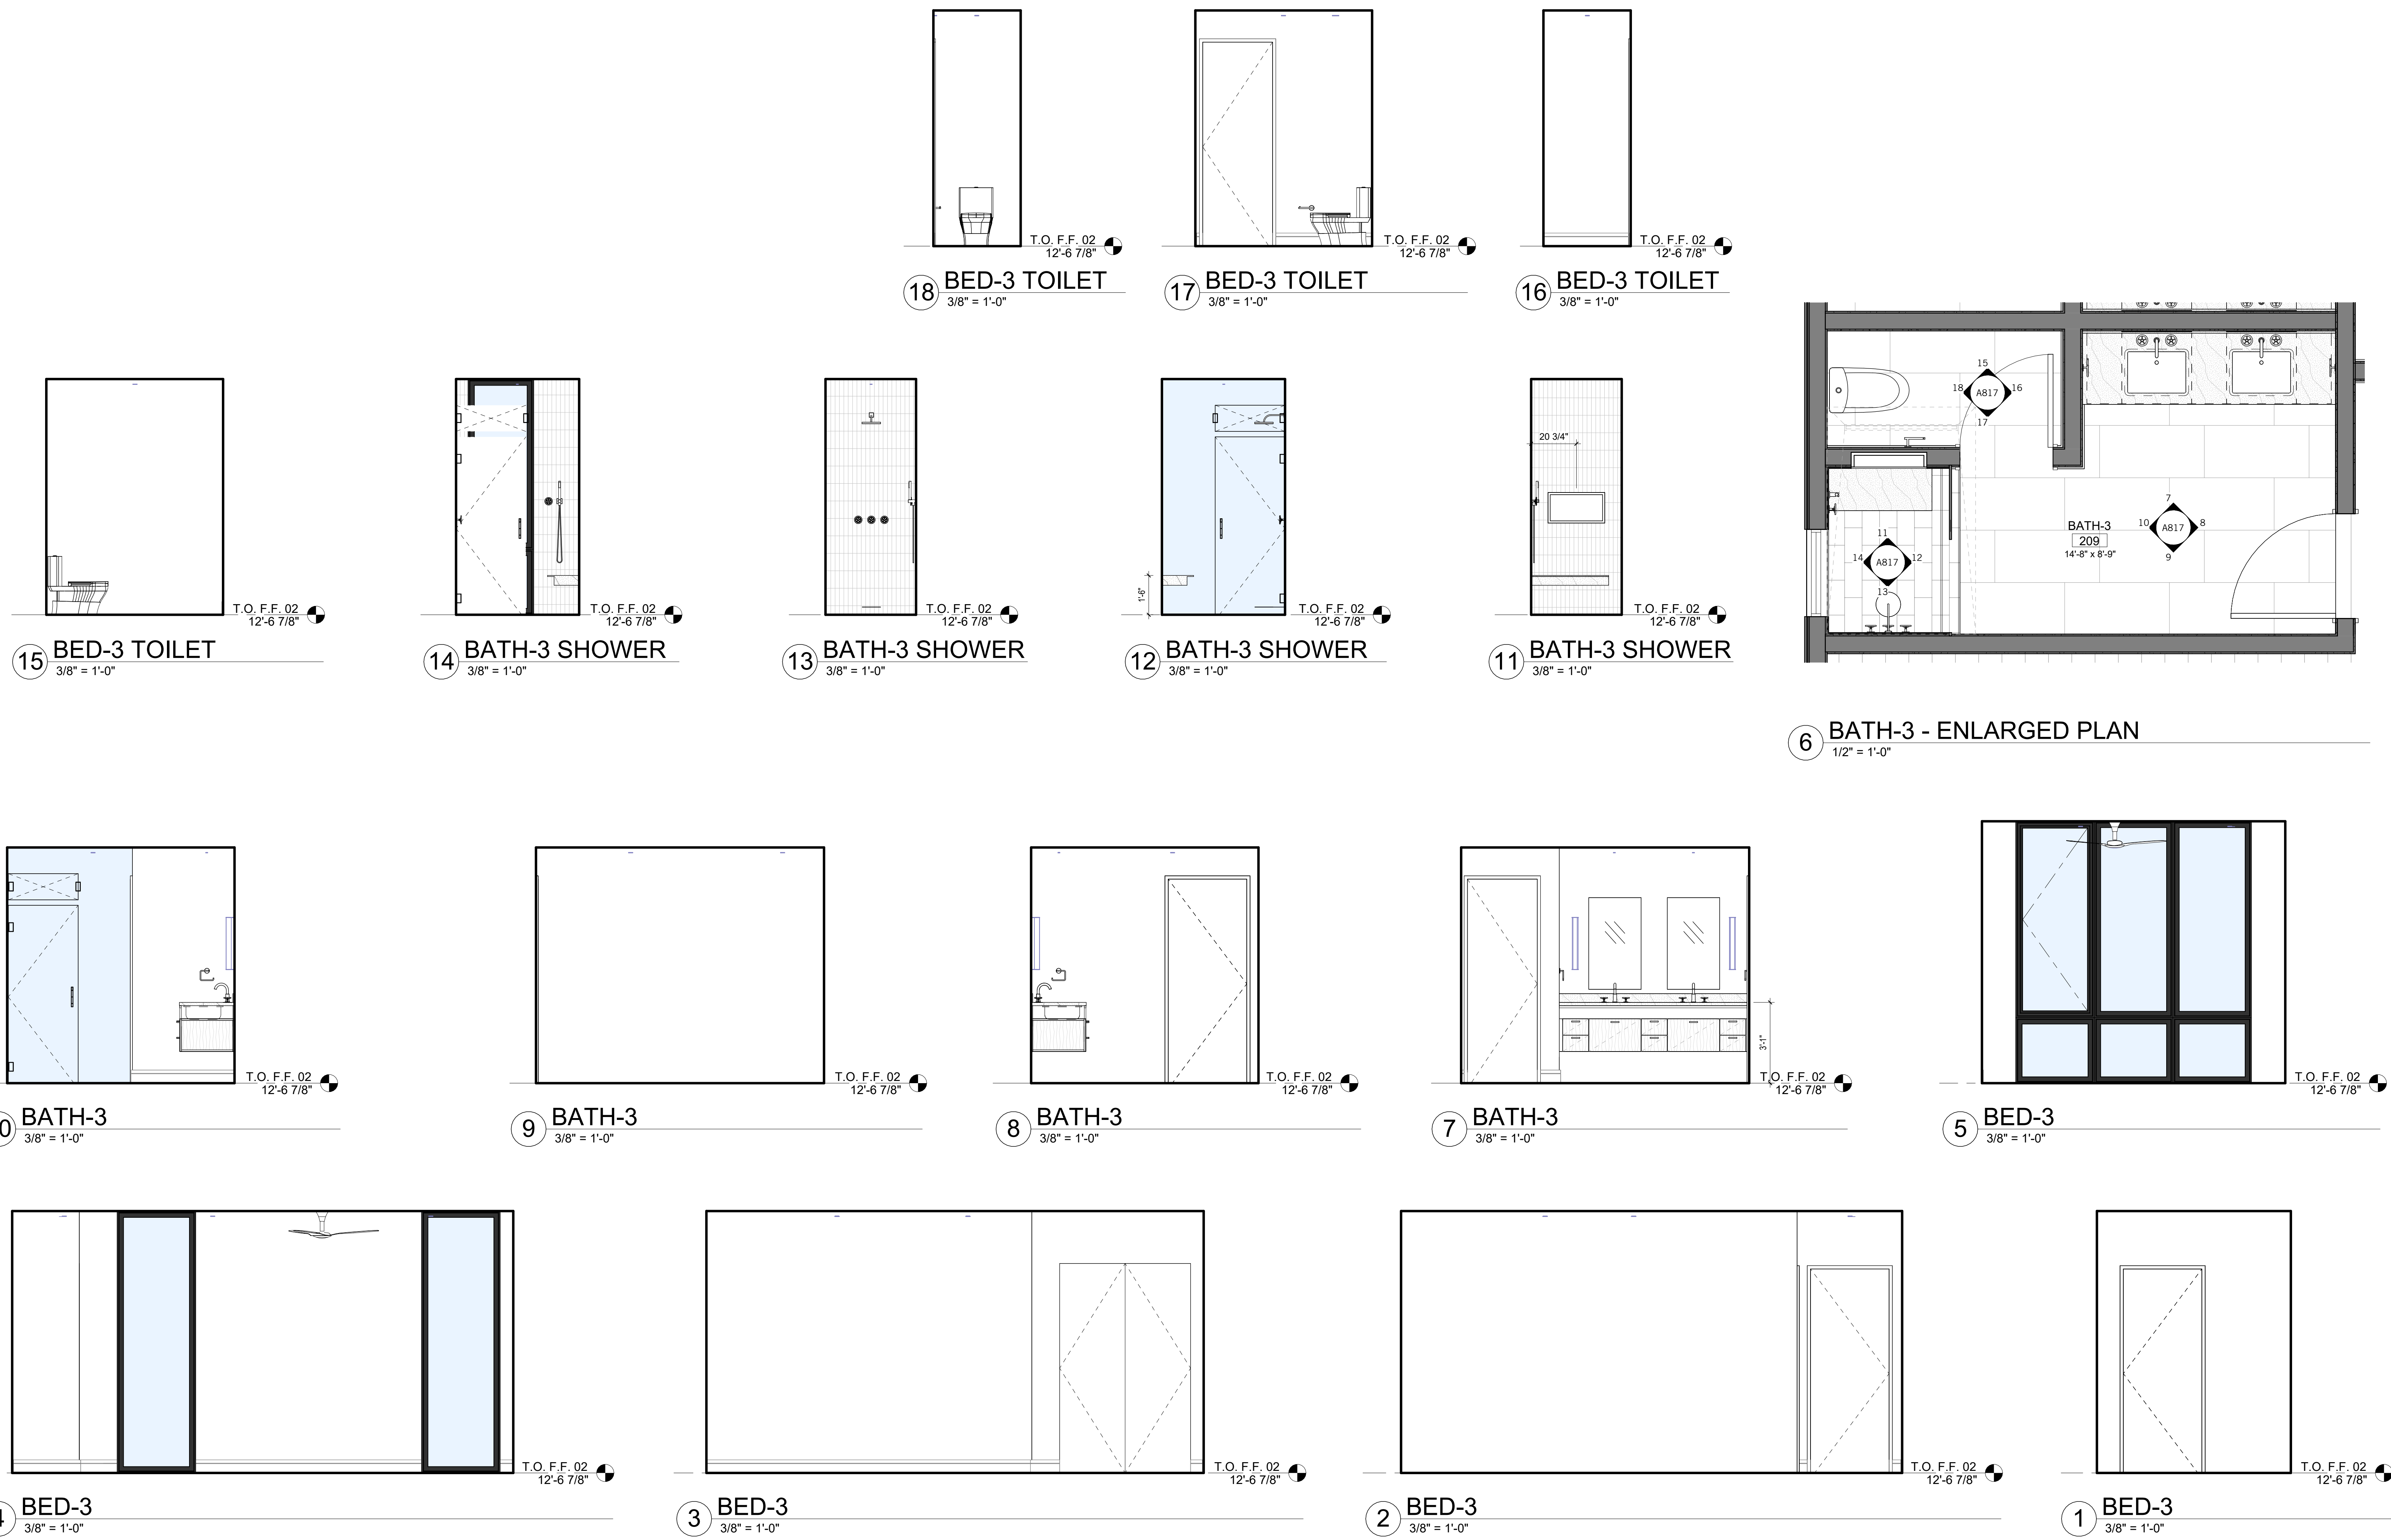 T.O. F.F. 02
12'-6 7/8"
18 BED-3 TOILET
3/8" = 1'-0"
T.O. F.F. 02
12'-6 7/8"
17 BED-3 TOILET
3/8" = 1'-0"
T.O. F.F. 02
12'-6 7/8"
16 BED-3 TOILET
3/8" = 1'-0"
T.O. F.F. 02
12'-6 7/8"
15 BED-3 TOILET
3/8" = 1'-0"
T.O. F.F. 02
12'-6 7/8"
14 BATH-3 SHOWER
3/8" = 1'-0"
T.O. F.F. 02
12'-6 7/8"
13 BATH-3 SHOWER
3/8" = 1'-0"
1'-6"
T.O. F.F. 02
12'-6 7/8"
12 BATH-3 SHOWER
3/8" = 1'-0"
20 3/4"
T.O. F.F. 02
12'-6 7/8"
11 BATH-3 SHOWER
3/8" = 1'-0"
15
18 A817 16
17
7
10 A817 8
9
BATH-3
209
14'-8" x 8'-9"
11
14 A817 12
13
6 BATH-3 - ENLARGED PLAN
1/2" = 1'-0"
T.O. F.F. 02
12'-6 7/8"
0 BATH-3
3/8" = 1'-0"
T.O. F.F. 02
12'-6 7/8"
9 BATH-3
3/8" = 1'-0"
T.O. F.F. 02
12'-6 7/8"
8 BATH-3
3/8" = 1'-0"
3'-1"
T.O. F.F. 02
12'-6 7/8"
7 BATH-3
3/8" = 1'-0"
T.O. F.F. 02
12'-6 7/8"
5 BED-3
3/8" = 1'-0"
T.O. F.F. 02
12'-6 7/8"
4 BED-3
3/8" = 1'-0"
T.O. F.F. 02
12'-6 7/8"
3 BED-3
3/8" = 1'-0"
T.O. F.F. 02
12'-6 7/8"
2 BED-3
3/8" = 1'-0"
T.O. F.F. 02
12'-6 7/8"
1 BED-3
3/8" = 1'-0"